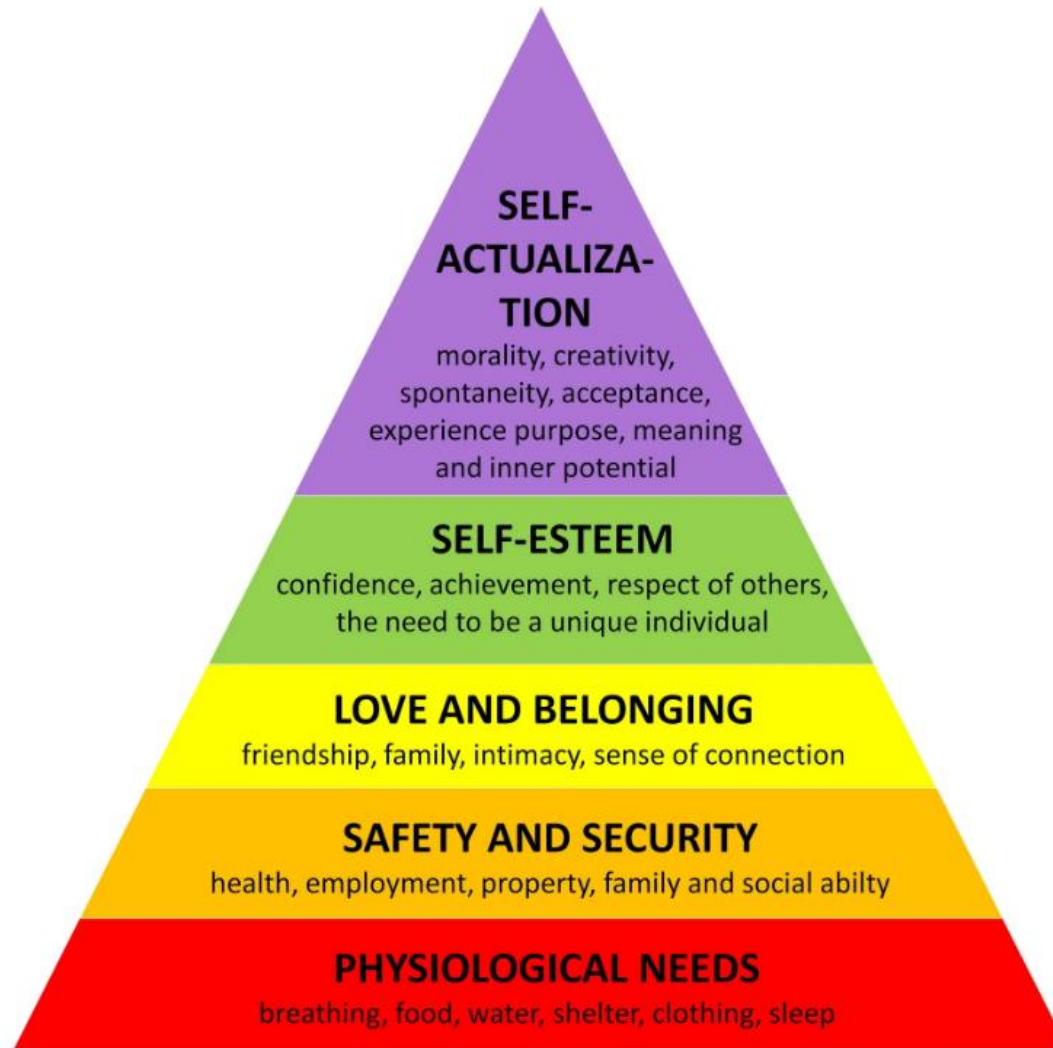 SELF-
ACTUALIZA-
TION
morality, creativity,
spontaneity, acceptance,
experience purpose, meaning
and inner potential
SELF-ESTEEM
confidence, achievement, respect of others,
the need to be a unique individual
LOVE AND BELONGING
friendship, family, intimacy, sense of connection
SAFETY AND SECURITY
health, employment, property, family and social abilty
PHYSIOLOGICAL NEEDS
breathing, food, water, shelter, clothing, sleep